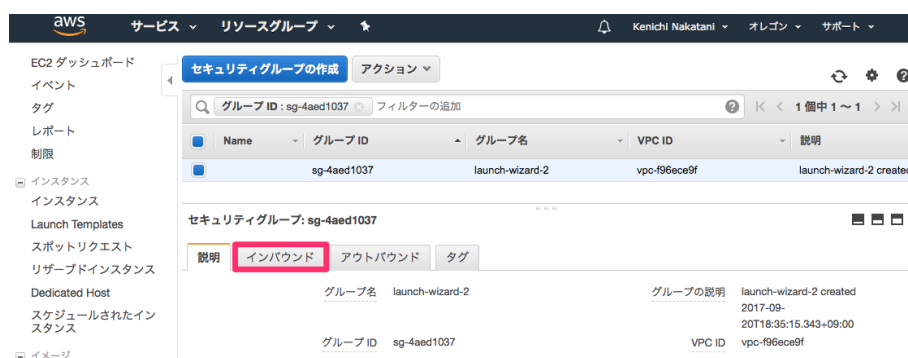 aws サービス リソースグループ Kenichi Nakatani オレゴン サポート
EC2 ダッシュボード
イベント
タグ
レポート
制限
インスタンス
インスタンス
Launch Templates
スポットリクエスト
リザーブドインスタンス
Dedicated Host
スケジュールされたイン
スタンス
イメージ
セキュリティグループの作成 アクション
グループ ID : sg-4aed1037 フィルターの追加 1 個中 1 ~ 1
Name グループ ID グループ名 VPC ID 説明
sg-4aed1037 launch-wizard-2 vpc-f96ece9f launch-wizard-2 created
セキュリティグループ: sg-4aed1037
説明 インバウンド アウトバウンド タグ
グループ名 launch-wizard-2 グループの説明 launch-wizard-2 created
2017-09-
20T18:35:15.343+09:00
グループ ID sg-4aed1037 VPC ID vpc-f96ece9f